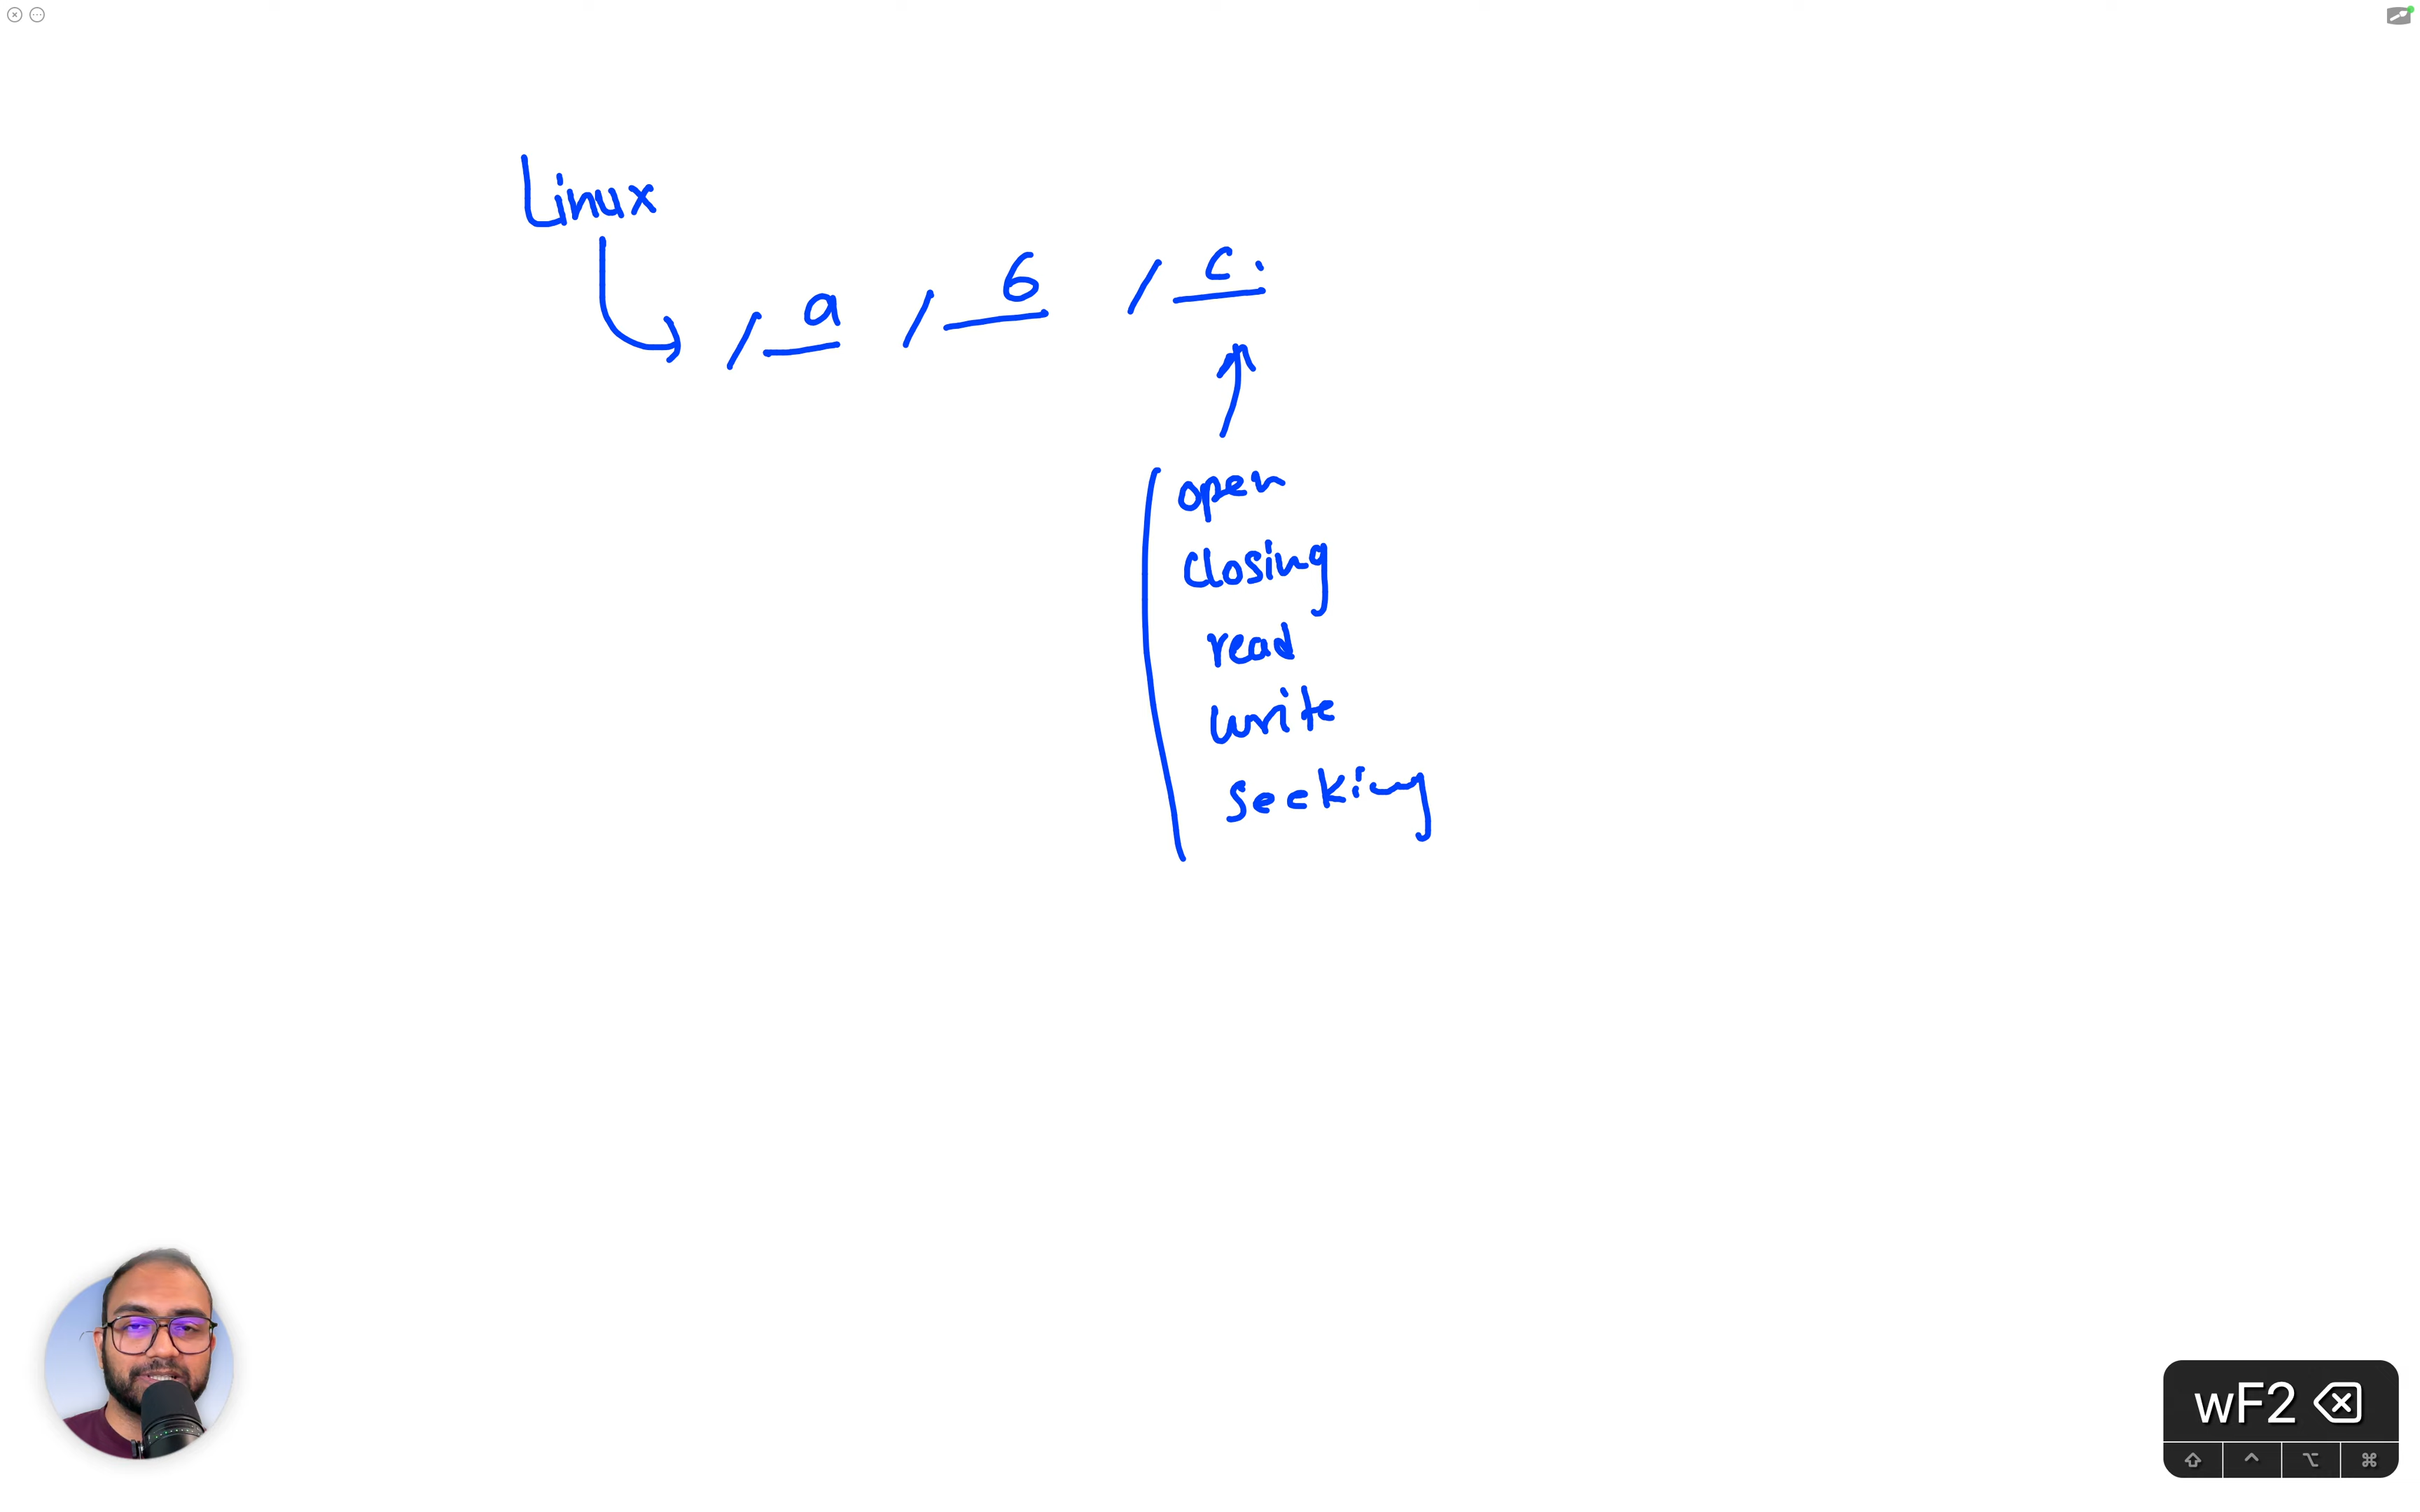 Linux
/ a / b / c.
open
closing
read
write
seeking
wF2